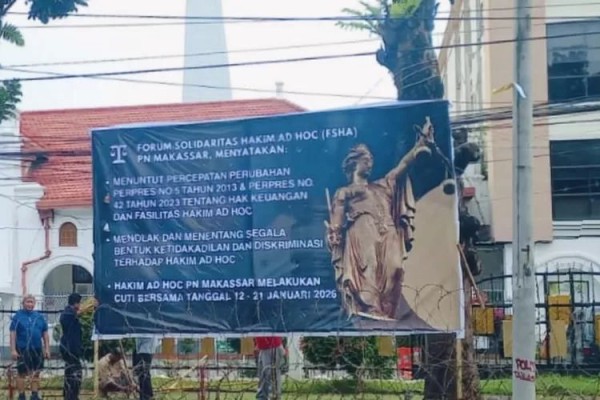 FORUM SOLIDARITAS HAKIM AD HOC (FSHA)
PN MAKASSAR, MENYATAKAN:
• MENUNTUT PERCEPATAN PERUBAHAN
PERPRES NO 5 TAHUN 2013 & PERPRES NO.
42 TAHUN 2023 TENTANG HAK KEUANGAN
DAN FASILITAS HAKIM AD HOC
• MENOLAK DAN MENENTANG SEGALA
BENTUK KETIDAKADILAN DAN DISKRIMINASI
TERHADAP HAKIM AD HOC
• HAKIM AD HOC PN MAKASSAR MELAKUKAN
CUTI BERSAMA TANGGAL 12 - 21 JANUARI 2026